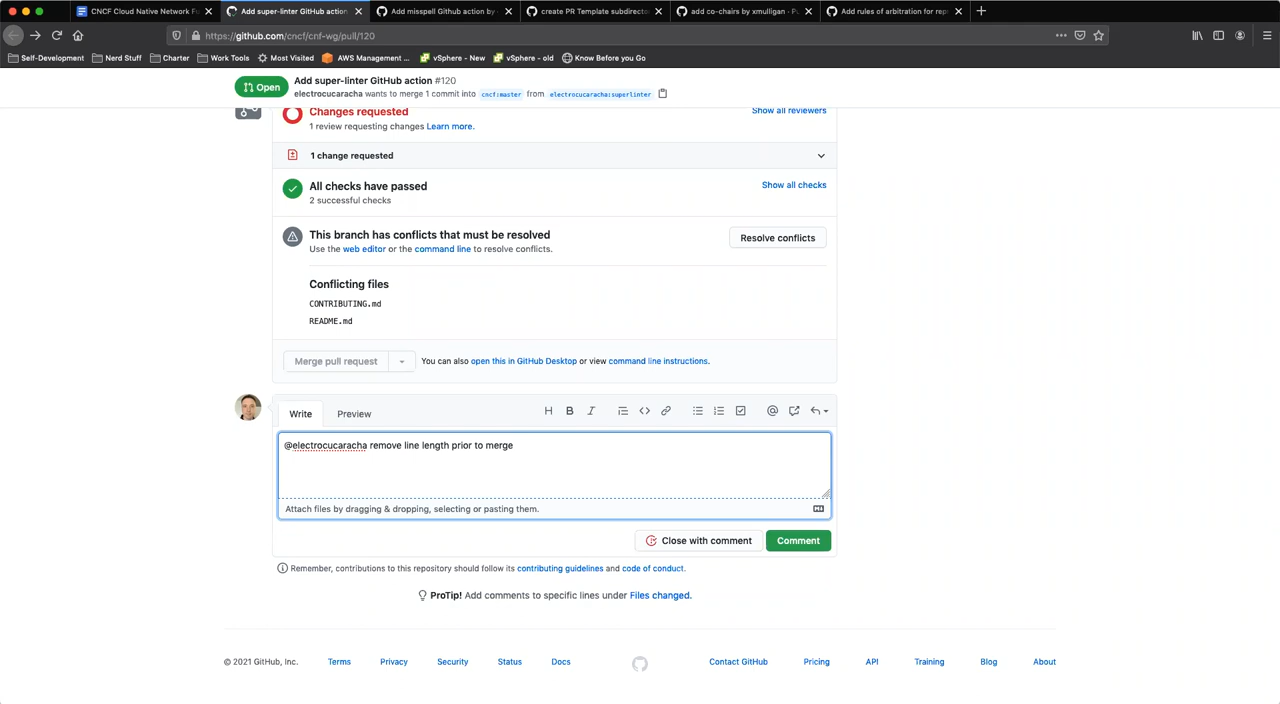 CNCF Cloud Native Network Fu
Add super-linter GitHub action
Add misspell Github action by
create PR Template subdirecto
add co-chairs by xmulligan · Pu
Add rules of arbitration for rep
https://github.com/cncf/cnf-wg/pull/120
Self-Development
Nerd Stuff
Charter
Work Tools
Most Visited
AWS Management ...
vSphere - New
vSphere - old
Know Before you Go
Open
Add super-linter GitHub action #120
electrocucaracha wants to merge 1 commit into cncf:master from electrocucaracha:superlinter
Changes requested
Show all reviewers
1 review requesting changes Learn more.
1 change requested
All checks have passed
Show all checks
2 successful checks
This branch has conflicts that must be resolved
Resolve conflicts
Use the web editor or the command line to resolve conflicts.
Conflicting files
CONTRIBUTING.md
README.md
Merge pull request
You can also open this in GitHub Desktop or view command line instructions.
Write
Preview
@electrocucaracha remove line length prior to merge
Attach files by dragging & dropping, selecting or pasting them.
Close with comment
Comment
Remember, contributions to this repository should follow its contributing guidelines and code of conduct.
ProTip! Add comments to specific lines under Files changed.
© 2021 GitHub, Inc.
Terms
Privacy
Security
Status
Docs
Contact GitHub
Pricing
API
Training
Blog
About